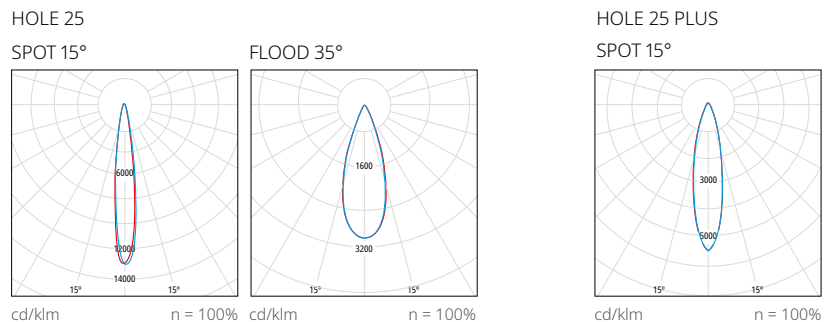 HOLE 25
HOLE 25 PLUS
SPOT 15°
FLOOD 35°
SPOT 15°
6000
12000
14000
15°
15°
1600
3200
15°
15°
3000
5000
15°
15°
cd/klm
n = 100%
cd/klm
n = 100%
cd/klm
n = 100%